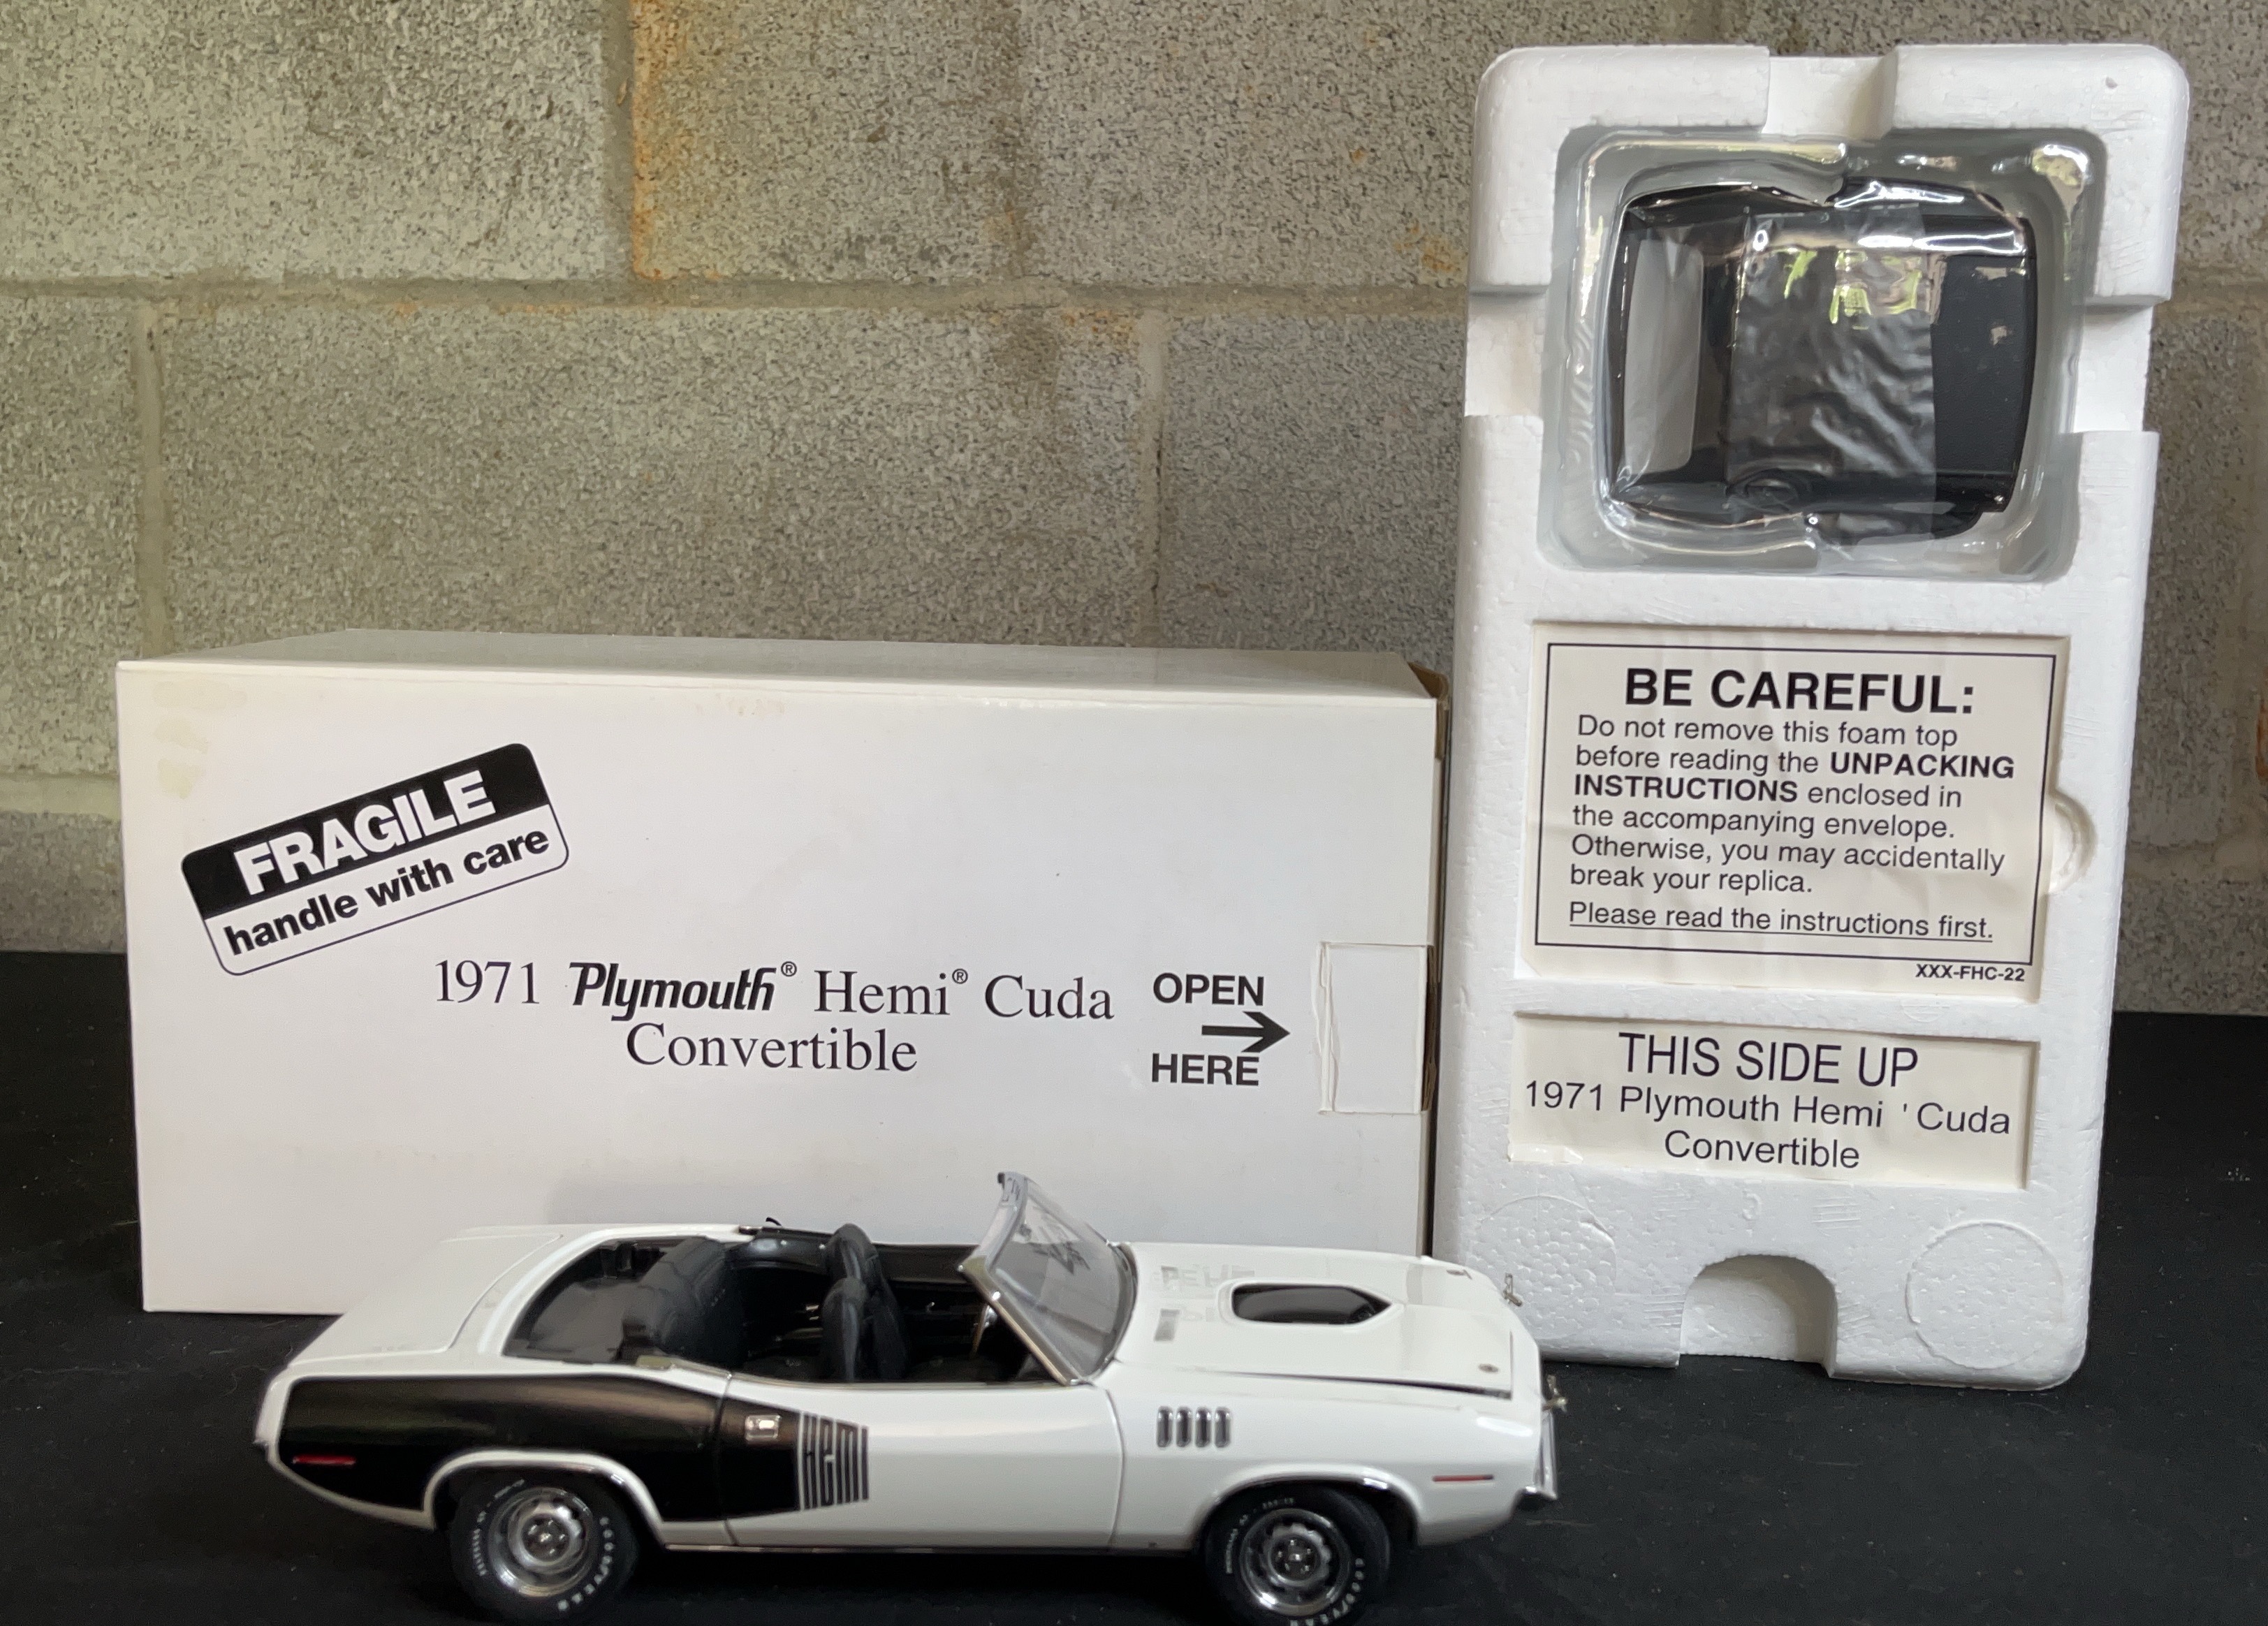 FRAGILE
handle with care
1971 Plymouth® Hemi® Cuda
Convertible
OPEN
HERE
BE CAREFUL:
Do not remove this foam top
before reading the UNPACKING
INSTRUCTIONS enclosed in
the accompanying envelope.
Otherwise, you may accidentally
break your replica.
Please read the instructions first.
XXX-FHC-22
THIS SIDE UP
1971 Plymouth Hemi 'Cuda
Convertible
HEMI
GOODYEAR
GOODYEAR